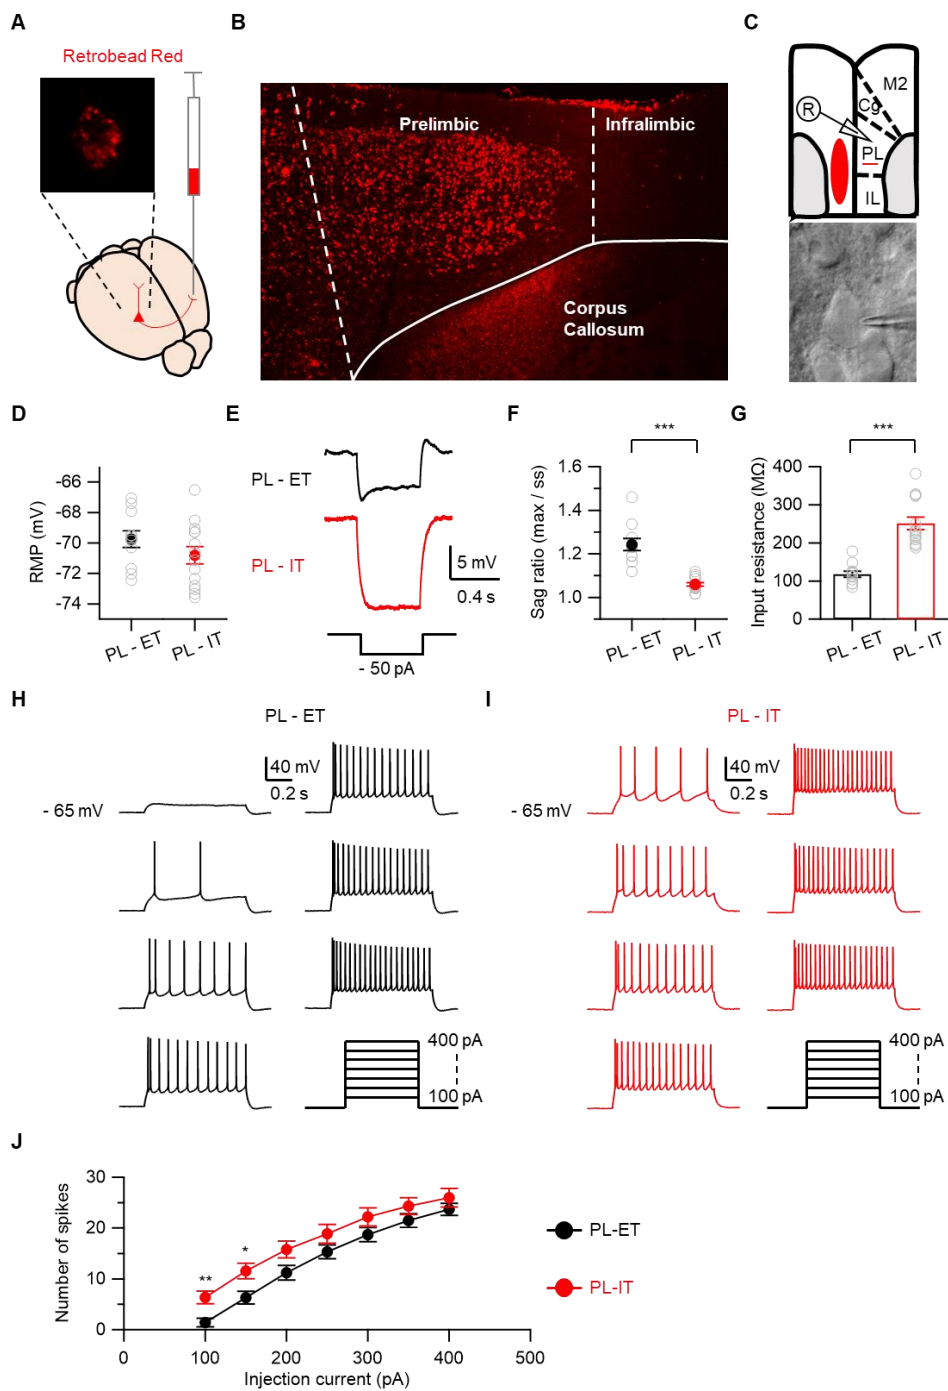 A
B
C
Retrobead Red
Prelimbic
Infralimbic
Corpus
Callosum
M2
Cg
R
PL
IL
D
E
F
G
RMP (mV)
-66
-68
-70
-72
-74
PL - ET
PL - IT
PL - ET
PL - IT
5 mV
0.4 s
- 50 pA
***
Sag ratio (max / ss)
1.6
1.4
1.2
1.0
PL - ET
PL - IT
***
Input resistance (MΩ)
400
300
200
100
0
PL - ET
PL - IT
H
PL - ET
40 mV
0.2 s
- 65 mV
400 pA
100 pA
I
PL - IT
40 mV
0.2 s
- 65 mV
400 pA
100 pA
J
Number of spikes
30
20
10
0
**
*
0
100
200
300
400
500
Injection current (pA)
PL-ET
PL-IT